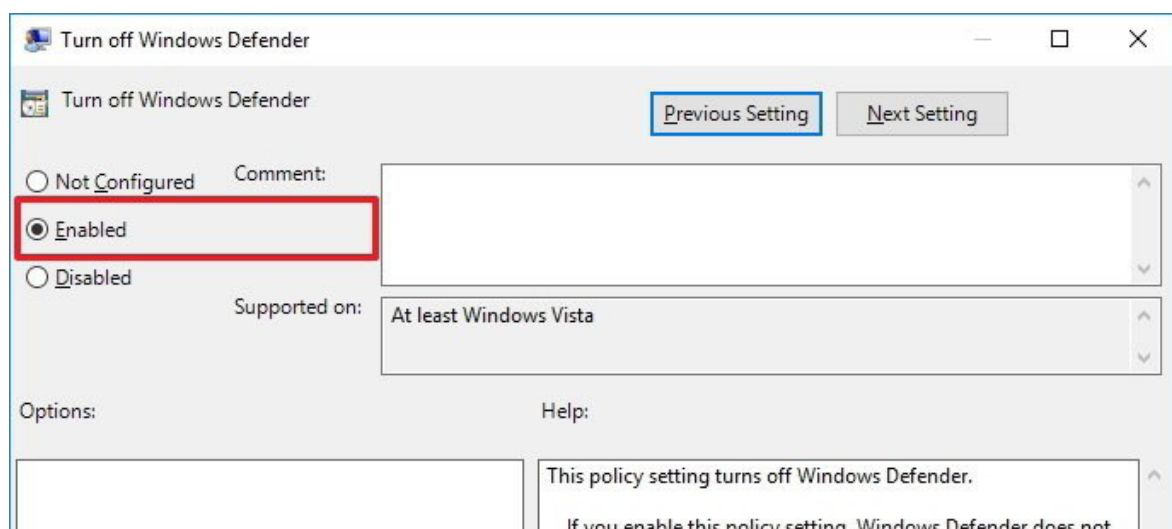 Turn off Windows Defender
Turn off Windows Defender
Previous Setting
Next Setting
Not Configured
Comment:
Enabled
Disabled
Supported on:
At least Windows Vista
Options:
Help:
This policy setting turns off Windows Defender.
If you enable this policy setting, Windows Defender does not